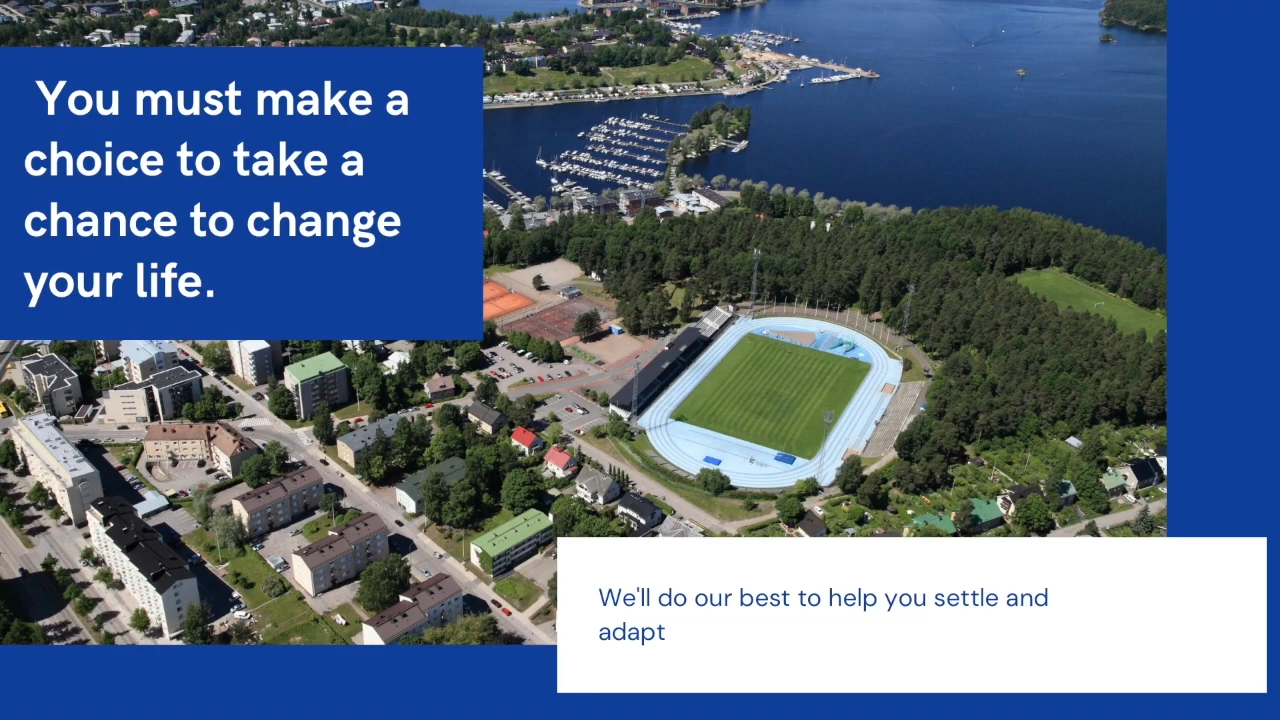 You must make a
choice to take a
chance to change
your life.
We'll do our best to help you settle and
adapt